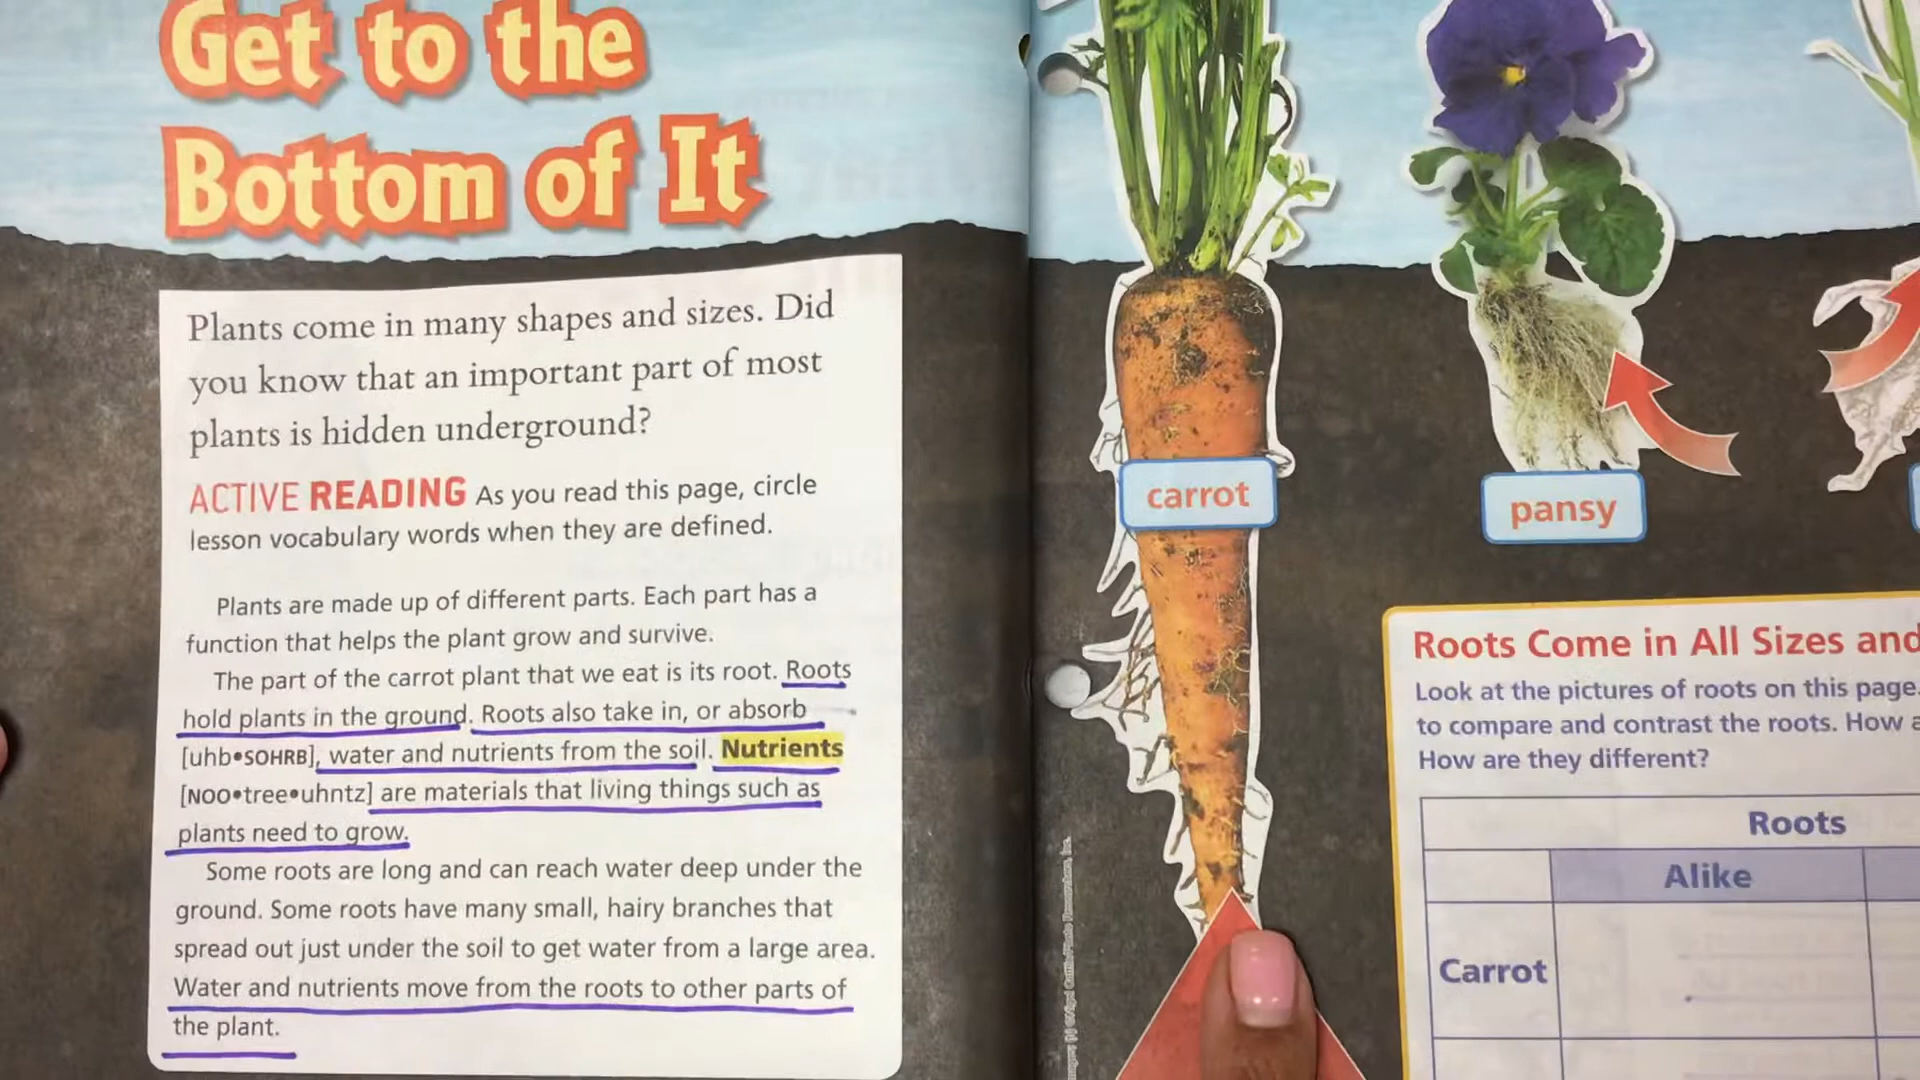 Get to the
Bottom of It
Plants come in many shapes and sizes. Did
you know that an important part of most
plants is hidden underground?
ACTIVE READING As you read this page, circle
lesson vocabulary words when they are defined.
Plants are made up of different parts. Each part has a
function that helps the plant grow and survive.
The part of the carrot plant that we eat is its root. Roots
hold plants in the ground. Roots also take in, or absorb
[uhb•SOHRB], water and nutrients from the soil. Nutrients
[NOO•tree•uhntz] are materials that living things such as
plants need to grow.
Some roots are long and can reach water deep under the
ground. Some roots have many small, hairy branches that
spread out just under the soil to get water from a large area.
Water and nutrients move from the roots to other parts of
the plant.
carrot
pansy
Roots Come in All Sizes and
Look at the pictures of roots on this page.
to compare and contrast the roots. How
How are they different?
Roots
Alike
Carrot